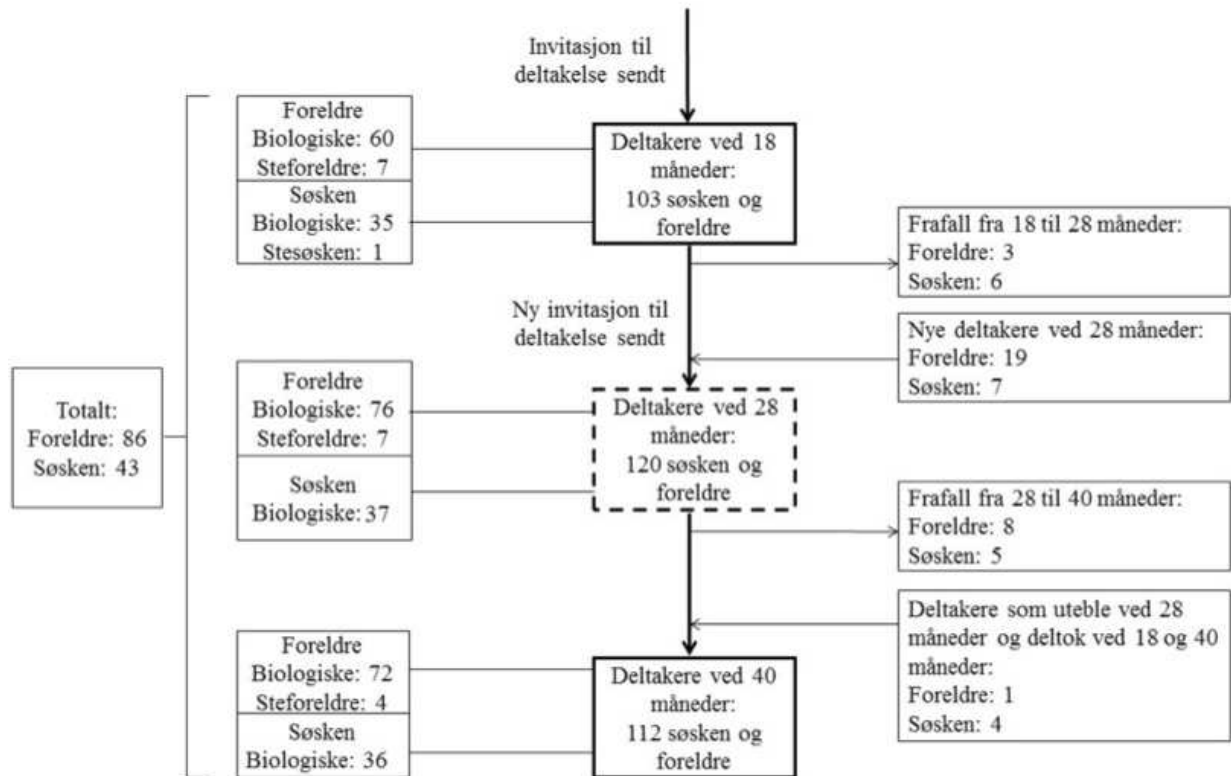 Invitasjon til
deltakelse sendt
Foreldre
Biologiske: 60
Steforeldre: 7
Søsken
Biologiske: 35
Stesøsken: 1
Deltakere ved 18
måneder:
103 søsken og
foreldre
Frafall fra 18 til 28 måneder:
Foreldre: 3
Søsken: 6
Ny invitasjon til
deltakelse sendt
Nye deltakere ved 28 måneder:
Foreldre: 19
Søsken: 7
Totalt:
Foreldre: 86
Søsken: 43
Foreldre
Biologiske: 76
Steforeldre: 7
Søsken
Biologiske: 37
Deltakere ved 28
måneder:
120 søsken og
foreldre
Frafall fra 28 til 40 måneder:
Foreldre: 8
Søsken: 5
Deltakere som uteble ved 28
måneder og deltok ved 18 og 40
måneder:
Foreldre: 1
Søsken: 4
Foreldre
Biologiske: 72
Steforeldre: 4
Søsken
Biologiske: 36
Deltakere ved 40
måneder:
112 søsken og
foreldre